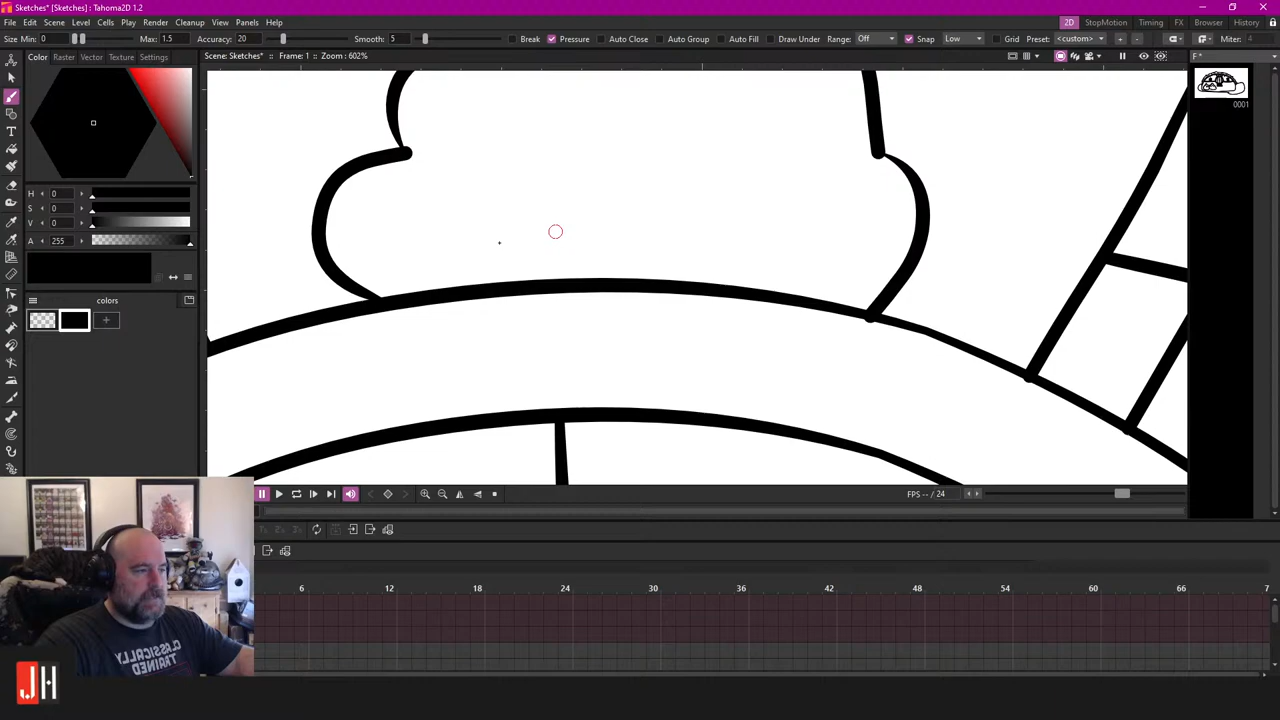 Sketches* [Sketches] : Tahoma2D 1.2
File Edit Scene Level Cells Play Render Cleanup View Panels Help
2D StopMotion Timing FX Browser History
Size Min: 0 Max: 1.5 Accuracy: 20 Smooth: 5 Break Pressure Auto Close Auto Group Auto Fill Draw Under Range: Off Snap Low Grid Preset: <custom> + - Miter: 4
Color Raster Vector Texture Settings
Scene: Sketches* :: Frame: 1 :: Zoom : 602%
F*
0001
H 0
S 0
V 0
A 255
colors
FPS -- / 24
6 12 18 24 30 36 42 48 54 60 66 7
CLASSICALLY
TRAINED
JH